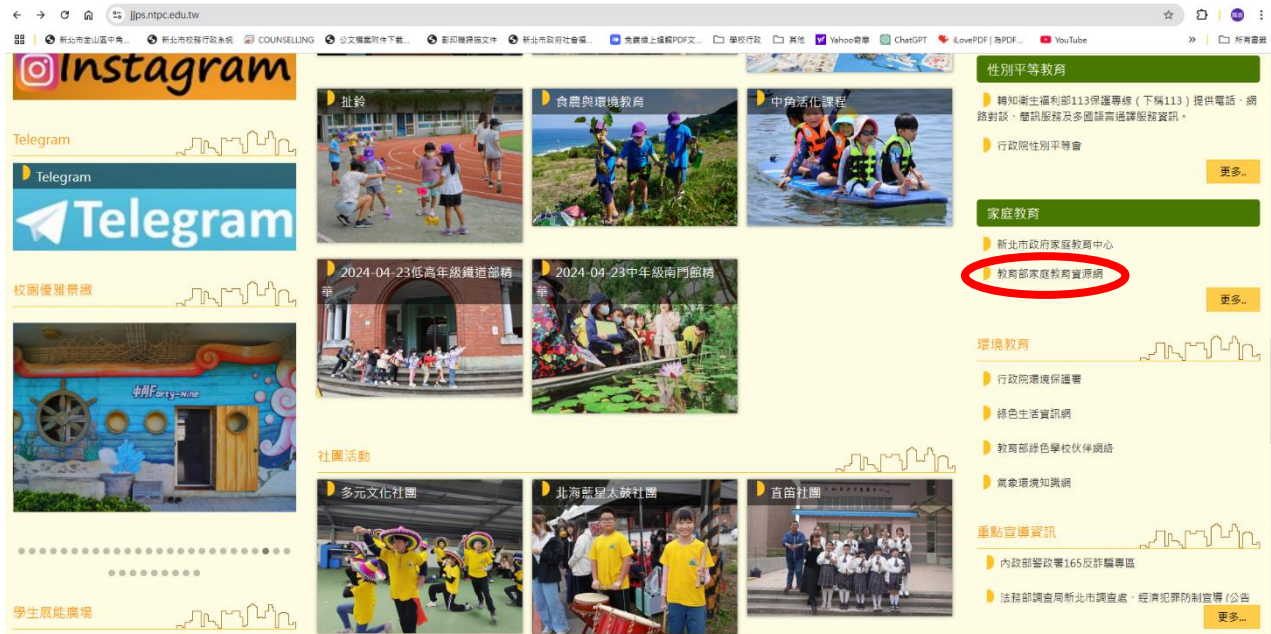 jjps.ntpc.edu.tw
新北市金山區中角...
新北市校務行政系統
COUNSELLING
公文檔案附件下載...
影印機掃描文件
新北市政府社會福...
免費線上編輯PDF文...
學校行政
其他
Yahoo奇摩
ChatGPT
iLovePDF | 為PDF...
YouTube
»
所有書籤
Instagram
Telegram
Telegram
Telegram
校園優雅景緻
中角Forty-Nine
學生展能廣場
扯鈴
食農與環境教育
中角活化課程
2024-04-23低高年級鐵道部精
華
2024-04-23中年級南門館精
華
社團活動
多元文化社團
北海藍星太鼓社團
直笛社團
性別平等教育
轉知衛生福利部113保護專線(下稱113)提供電話、網
路對談、簡訊服務及多國語言通譯服務資訊。
行政院性別平等會
更多..
家庭教育
新北市政府家庭教育中心
教育部家庭教育資源網
更多..
環境教育
行政院環境保護署
綠色生活資訊網
教育部綠色學校伙伴網絡
氣象環境知識網
重點宣導資訊
內政部警政署165反詐騙專區
法務部調查局新北市調查處、經濟犯罪防制宣導 (公告
更多...